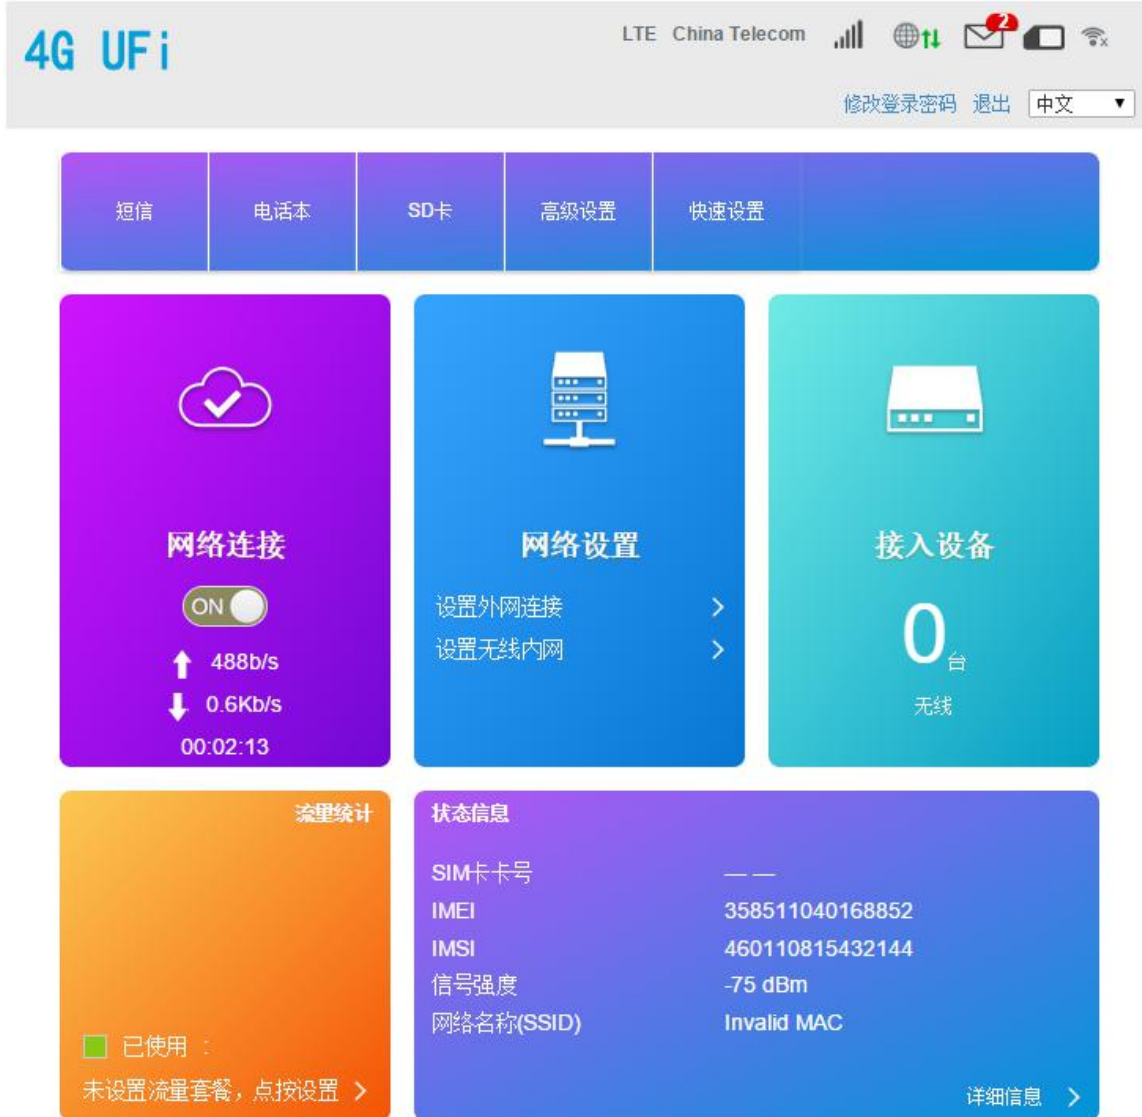 4G UFi
LTE China Telecom
2
修改登录密码 退出 中文
短信 电话本 SD卡 高级设置 快速设置
网络连接
ON
488b/s
0.6Kb/s
00:02:13
网络设置
设置外网连接
设置无线内网
接入设备
0台
无线
流量统计
已使用 :
未设置流量套餐，点按设置
状态信息
SIM卡卡号 — —
IMEI 358511040168852
IMSI 460110815432144
信号强度 -75 dBm
网络名称(SSID) Invalid MAC
详细信息